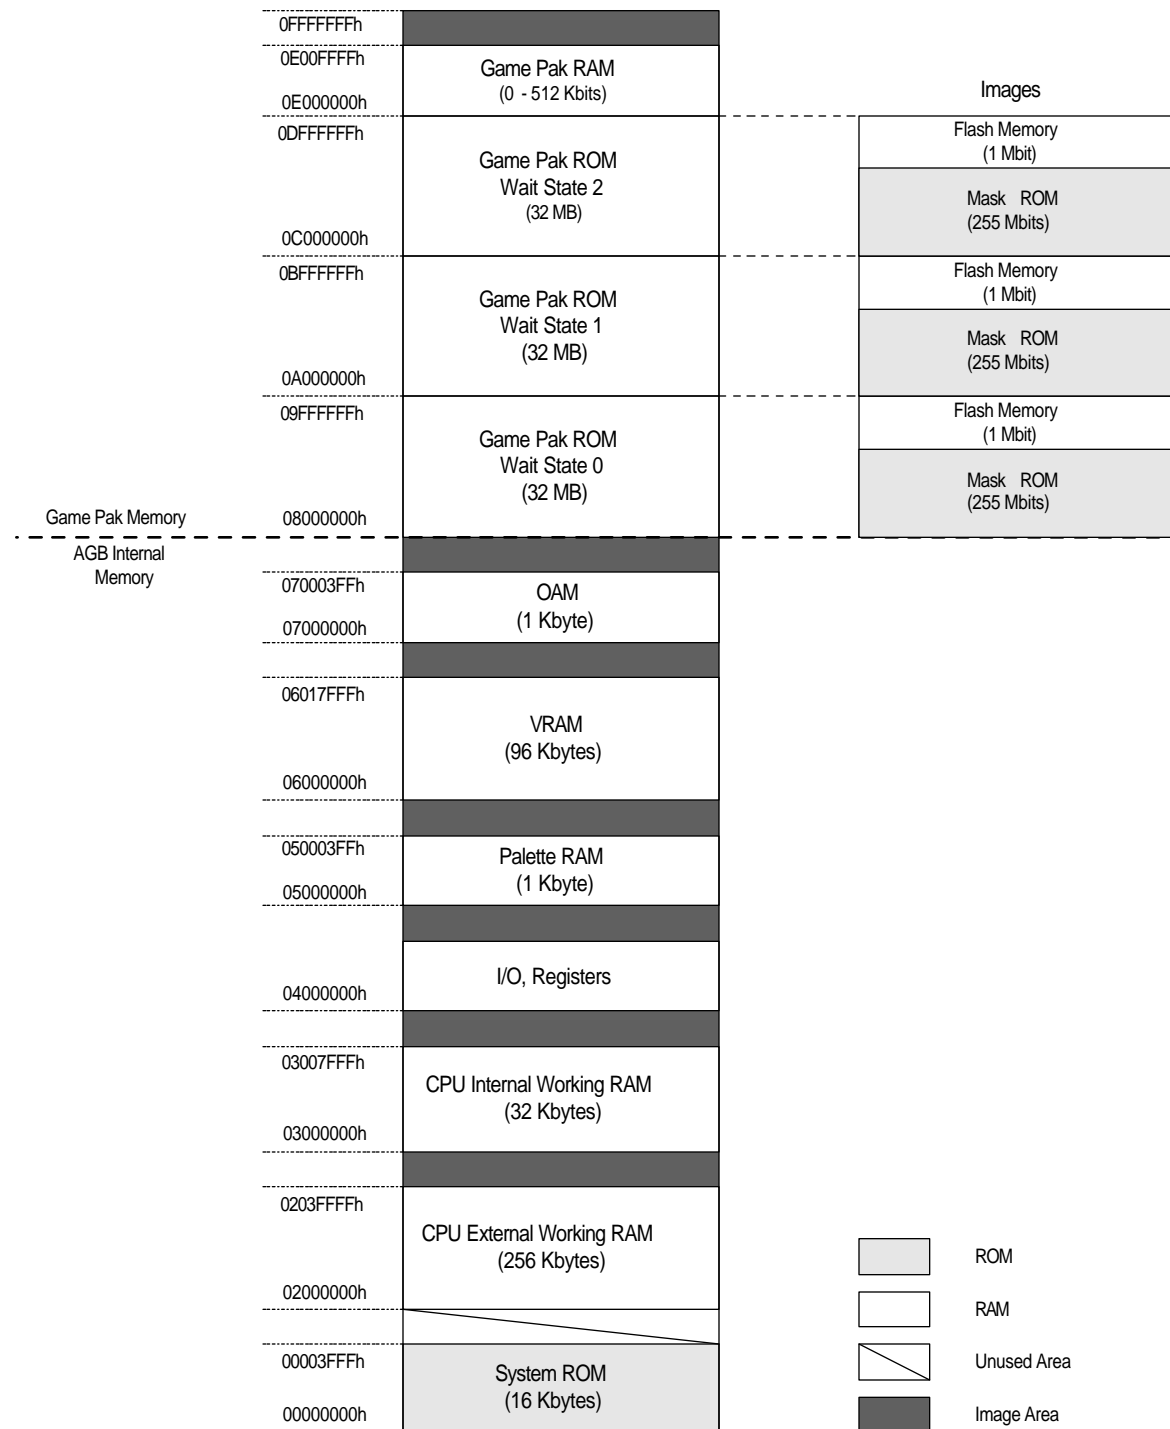 0FFFFFFFh
0E00FFFFh
Game Pak RAM
(0 - 512 Kbits)
0E000000h
Images
0DFFFFFFh
Game Pak ROM
Wait State 2
(32 MB)
0C000000h
Flash Memory
(1 Mbit)
Mask ROM
(255 Mbits)
0BFFFFFFh
Game Pak ROM
Wait State 1
(32 MB)
0A000000h
Flash Memory
(1 Mbit)
Mask ROM
(255 Mbits)
09FFFFFFh
Game Pak ROM
Wait State 0
(32 MB)
08000000h
Flash Memory
(1 Mbit)
Mask ROM
(255 Mbits)
Game Pak Memory
AGB Internal
Memory
070003FFh
OAM
(1 Kbyte)
07000000h
06017FFFh
VRAM
(96 Kbytes)
06000000h
050003FFh
Palette RAM
(1 Kbyte)
05000000h
I/O, Registers
04000000h
03007FFFh
CPU Internal Working RAM
(32 Kbytes)
03000000h
0203FFFFh
CPU External Working RAM
(256 Kbytes)
02000000h
00003FFFh
System ROM
(16 Kbytes)
00000000h
ROM
RAM
Unused Area
Image Area